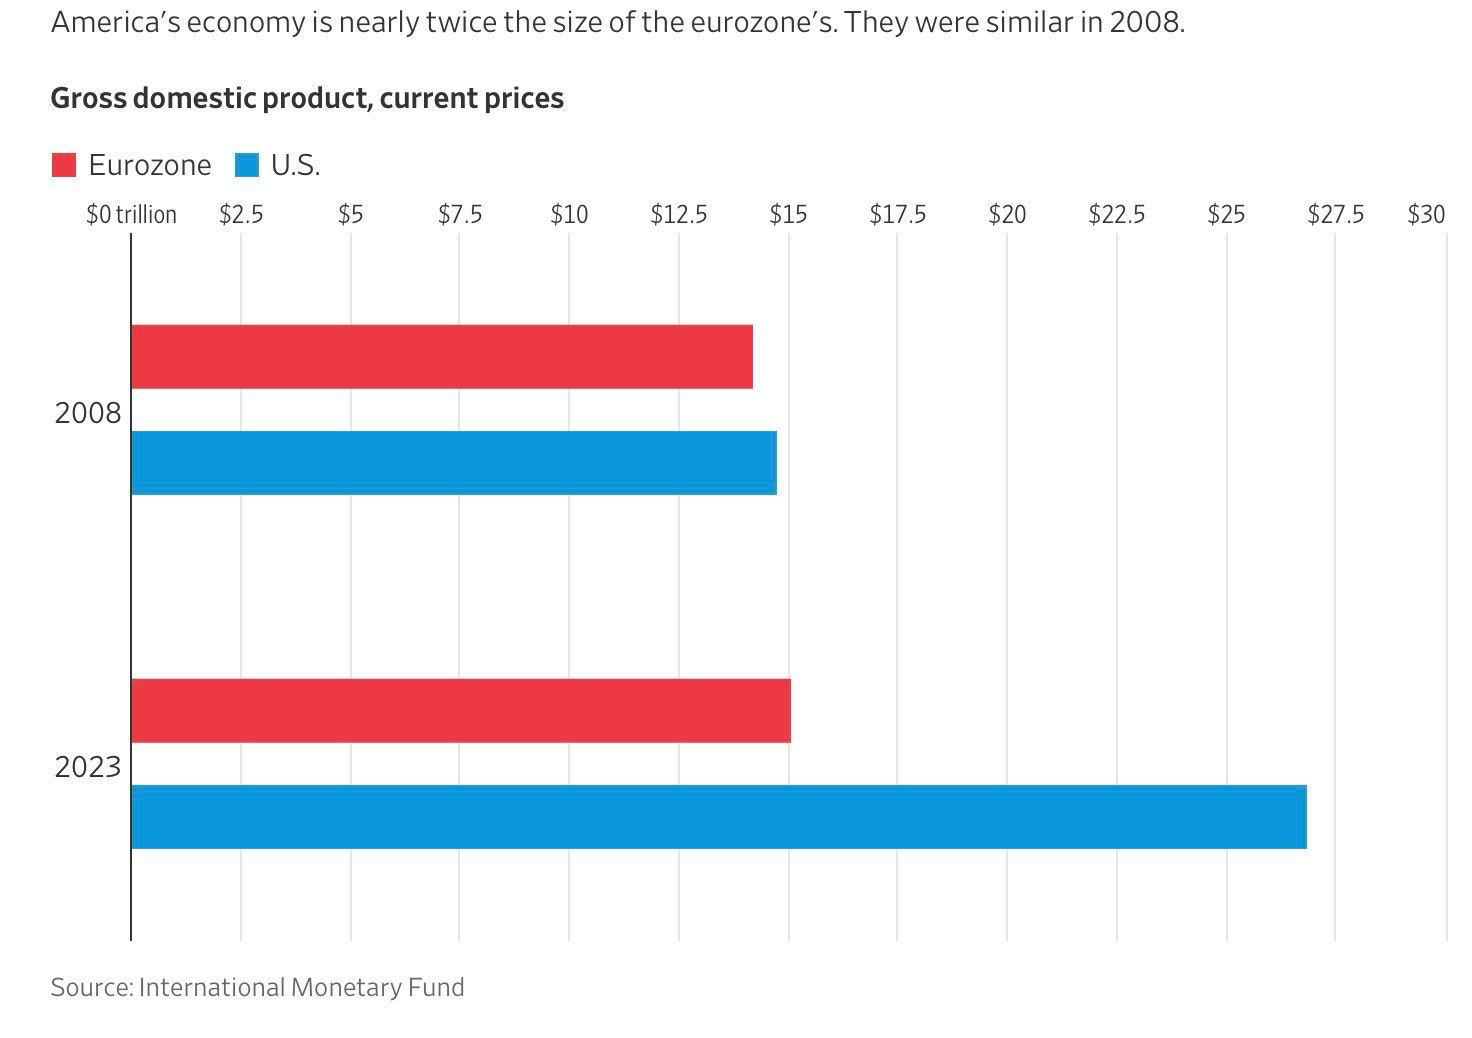 America's economy is nearly twice the size of the eurozone's. They were similar in 2008.
Gross domestic product, current prices
Eurozone U.S.
$0 trillion $2.5 $5 $7.5 $10 $12.5 $15 $17.5 $20 $22.5 $25 $27.5 $30
2008
2023
Source: International Monetary Fund